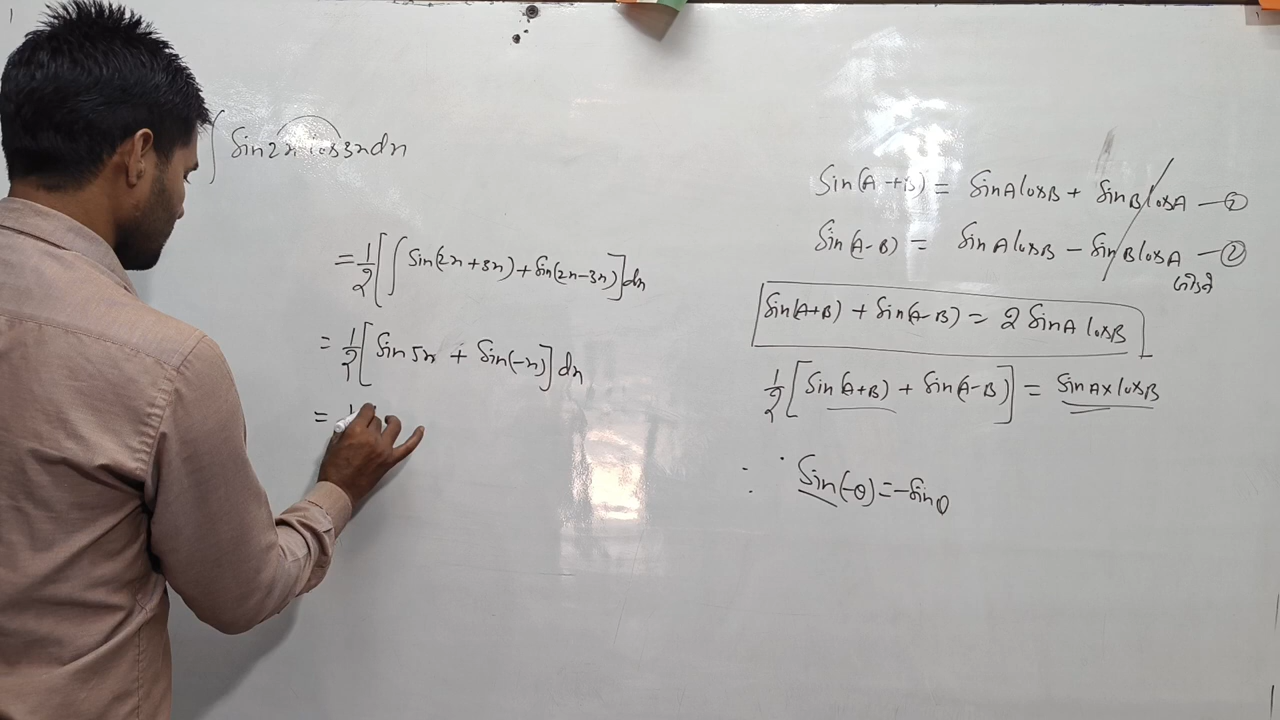 ∫ Sin2x cos3x dx
= 1/2 [ ∫ Sin(2x+3x) + Sin(2x-3x) ] dx
= 1/2 [ Sin5x + Sin(-x) ] dx
= 1
Sin(A+B) = SinA CosB + SinB CosA — ①
Sin(A-B) = SinA CosB - SinB CosA — ②
Sin(A+B) + Sin(A-B) = 2 SinA CosB
1/2 [ Sin(A+B) + Sin(A-B) ] = SinA x CosB
∵ Sin(-θ) = -Sinθ